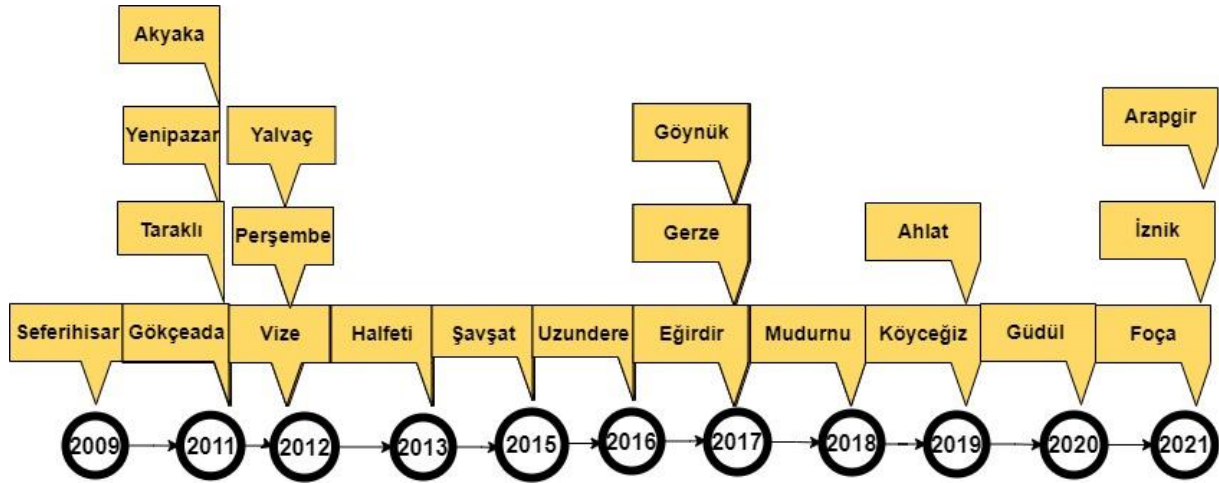 Akyaka
Yenipazar
Yalvaç
Göynük
Arapgir
Taraklı
Perşembe
Gerze
Ahlat
İznik
Seferihisar
Gökçeada
Vize
Halfeti
Şavşat
Uzundere
Eğirdir
Mudurnu
Köyceğiz
Güdül
Foça
2009
2011
2012
2013
2015
2016
2017
2018
2019
2020
2021